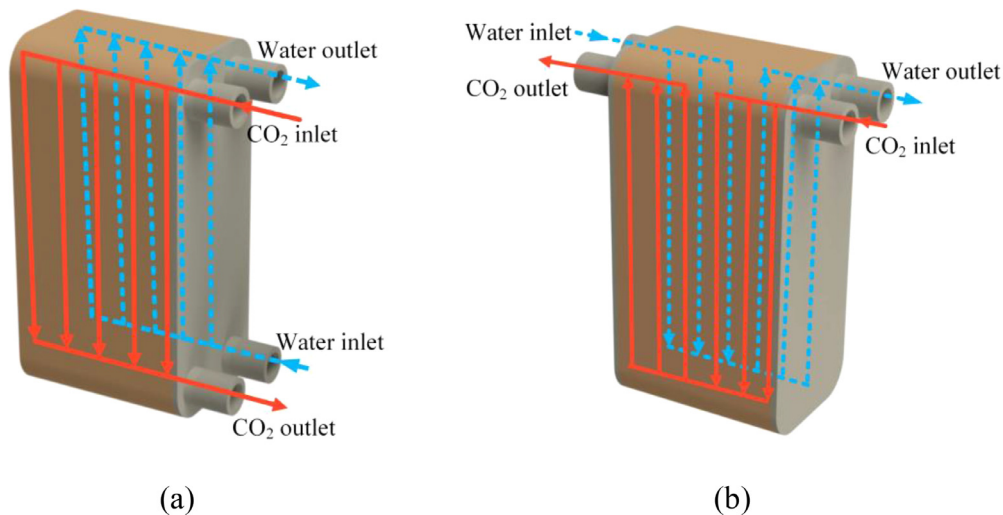 Water outlet
CO₂ inlet
Water inlet
CO₂ outlet
(a)
Water inlet
CO₂ outlet
Water outlet
CO₂ inlet
(b)